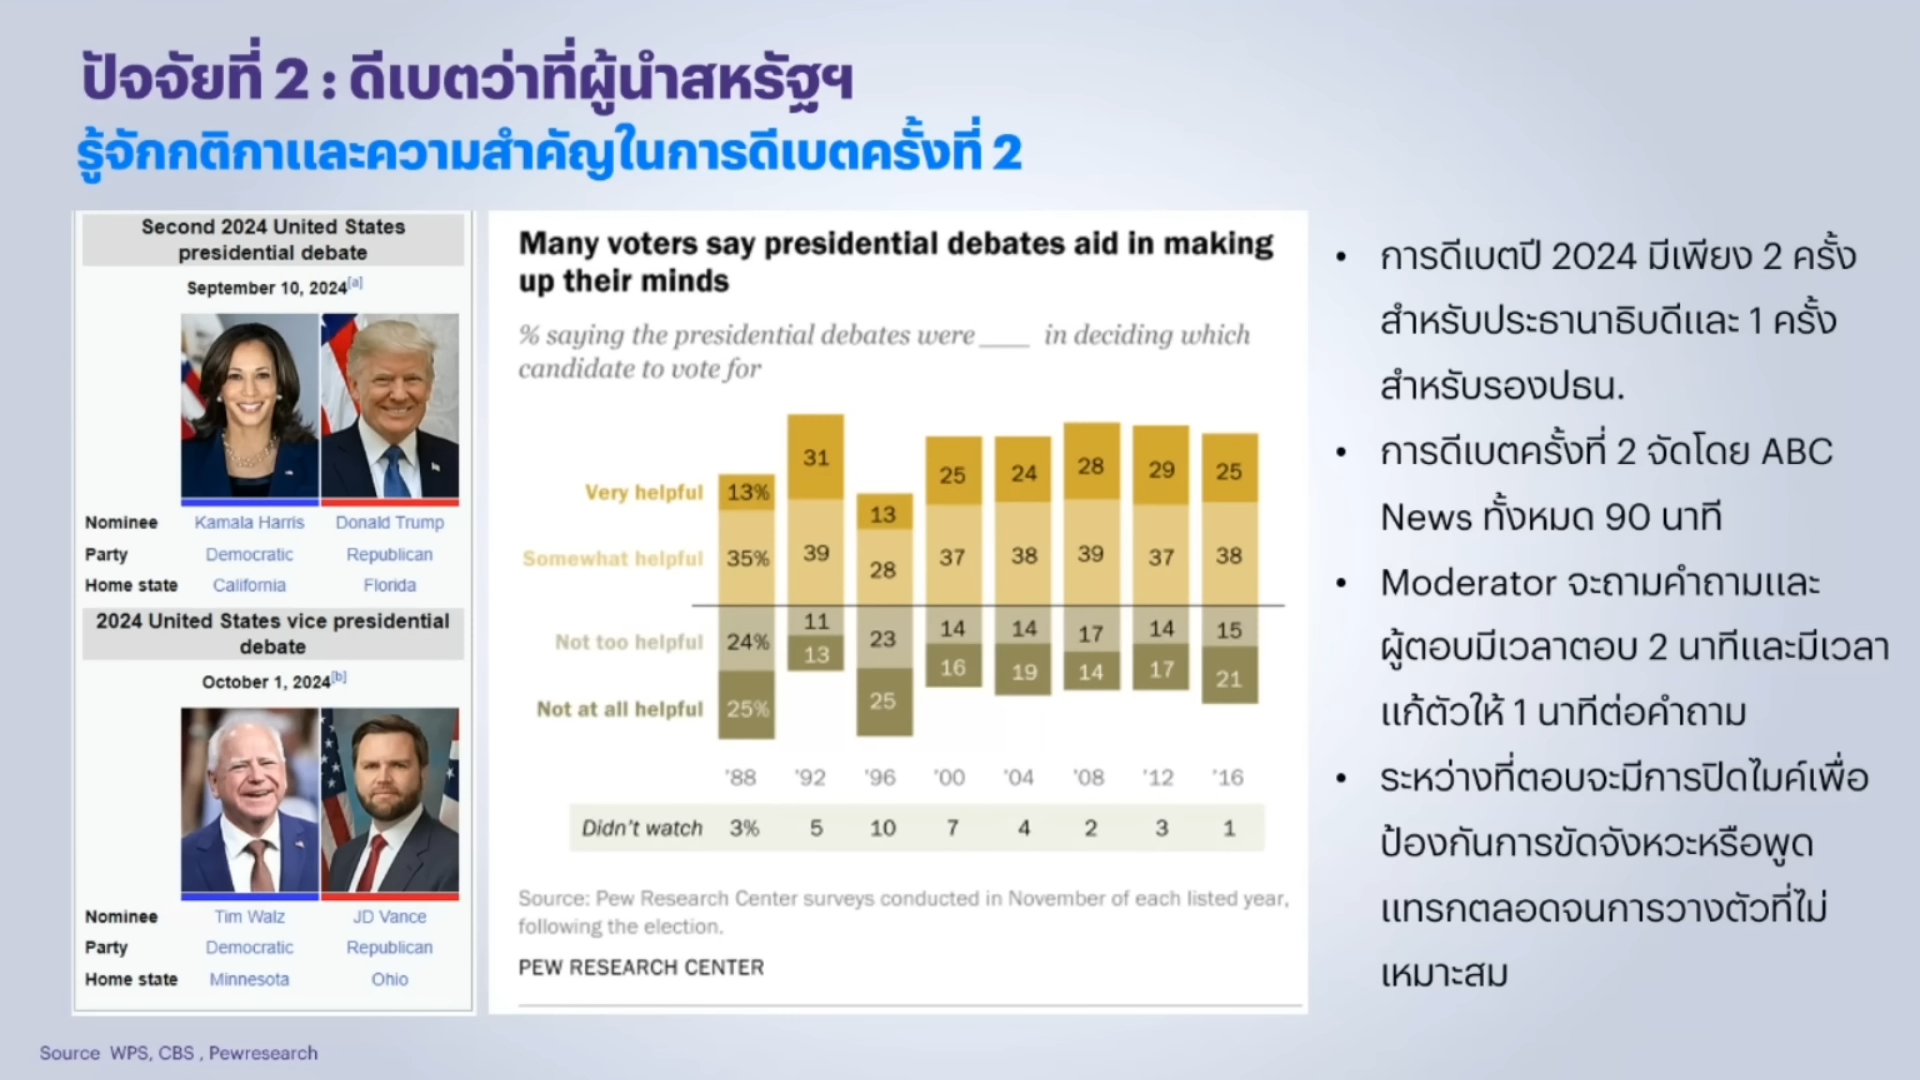 ปัจจัยที่ 2 : ดีเบตว่าที่ผู้นำสหรัฐฯ
รู้จักกติกาและความสำคัญในการดีเบตครั้งที่ 2
Second 2024 United States
presidential debate
September 10, 2024[a]
Nominee Kamala Harris Donald Trump
Party Democratic Republican
Home state California Florida
2024 United States vice presidential
debate
October 1, 2024[b]
Nominee Tim Walz JD Vance
Party Democratic Republican
Home state Minnesota Ohio
Many voters say presidential debates aid in making
up their minds
% saying the presidential debates were ____ in deciding which
candidate to vote for
Very helpful 13% 31 13 25 24 28 29 25
Somewhat helpful 35% 39 28 37 38 39 37 38
Not too helpful 24% 11 23 14 14 17 14 15
Not at all helpful 25% 13 25 16 19 14 17 21
'88 '92 '96 '00 '04 '08 '12 '16
Didn't watch 3% 5 10 7 4 2 3 1
Source: Pew Research Center surveys conducted in November of each listed year,
following the election.
PEW RESEARCH CENTER
• การดีเบตปี 2024 มีเพียง 2 ครั้ง
สำหรับประธานาธิบดีและ 1 ครั้ง
สำหรับรองปธน.
• การดีเบตครั้งที่ 2 จัดโดย ABC
News ทั้งหมด 90 นาที
• Moderator จะถามคำถามและ
ผู้ตอบมีเวลาตอบ 2 นาทีและมีเวลา
แก้ตัวให้ 1 นาทีต่อคำถาม
• ระหว่างที่ตอบจะมีการปิดไมค์เพื่อ
ป้องกันการขัดจังหวะหรือพูด
แทรกตลอดจนการวางตัวที่ไม่
เหมาะสม
Source WPS, CBS , Pewresearch